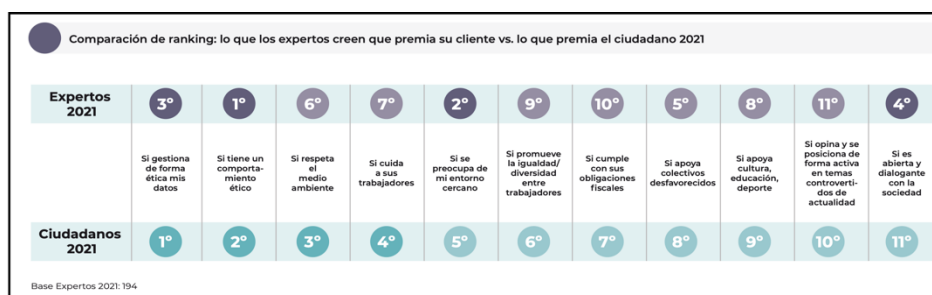 Comparación de ranking: lo que los expertos creen que premia su cliente vs. lo que premia el ciudadano 2021
Expertos
2021
3º 1º 6º 7º 2º 9º 10º 5º 8º 11º 4º
Si gestiona
de forma
ética mis
datos
Si tiene un
comporta-
miento
ético
Si respeta
el
medio
ambiente
Si cuida
a sus
trabajadores
Si se
preocupa de
mi entorno
cercano
Si promueve
la igualdad/
diversidad
entre
trabajadores
Si cumple
con sus
obligaciones
fiscales
Si apoya
colectivos
desfavorecidos
Si apoya
cultura,
educación,
deporte
Si opina y se
posiciona de
forma activa
en temas
controverti-
dos de
actualidad
Si es
abierta y
dialogante
con la
sociedad
Ciudadanos
2021
1º 2º 3º 4º 5º 6º 7º 8º 9º 10º 11º
Base Expertos 2021: 194